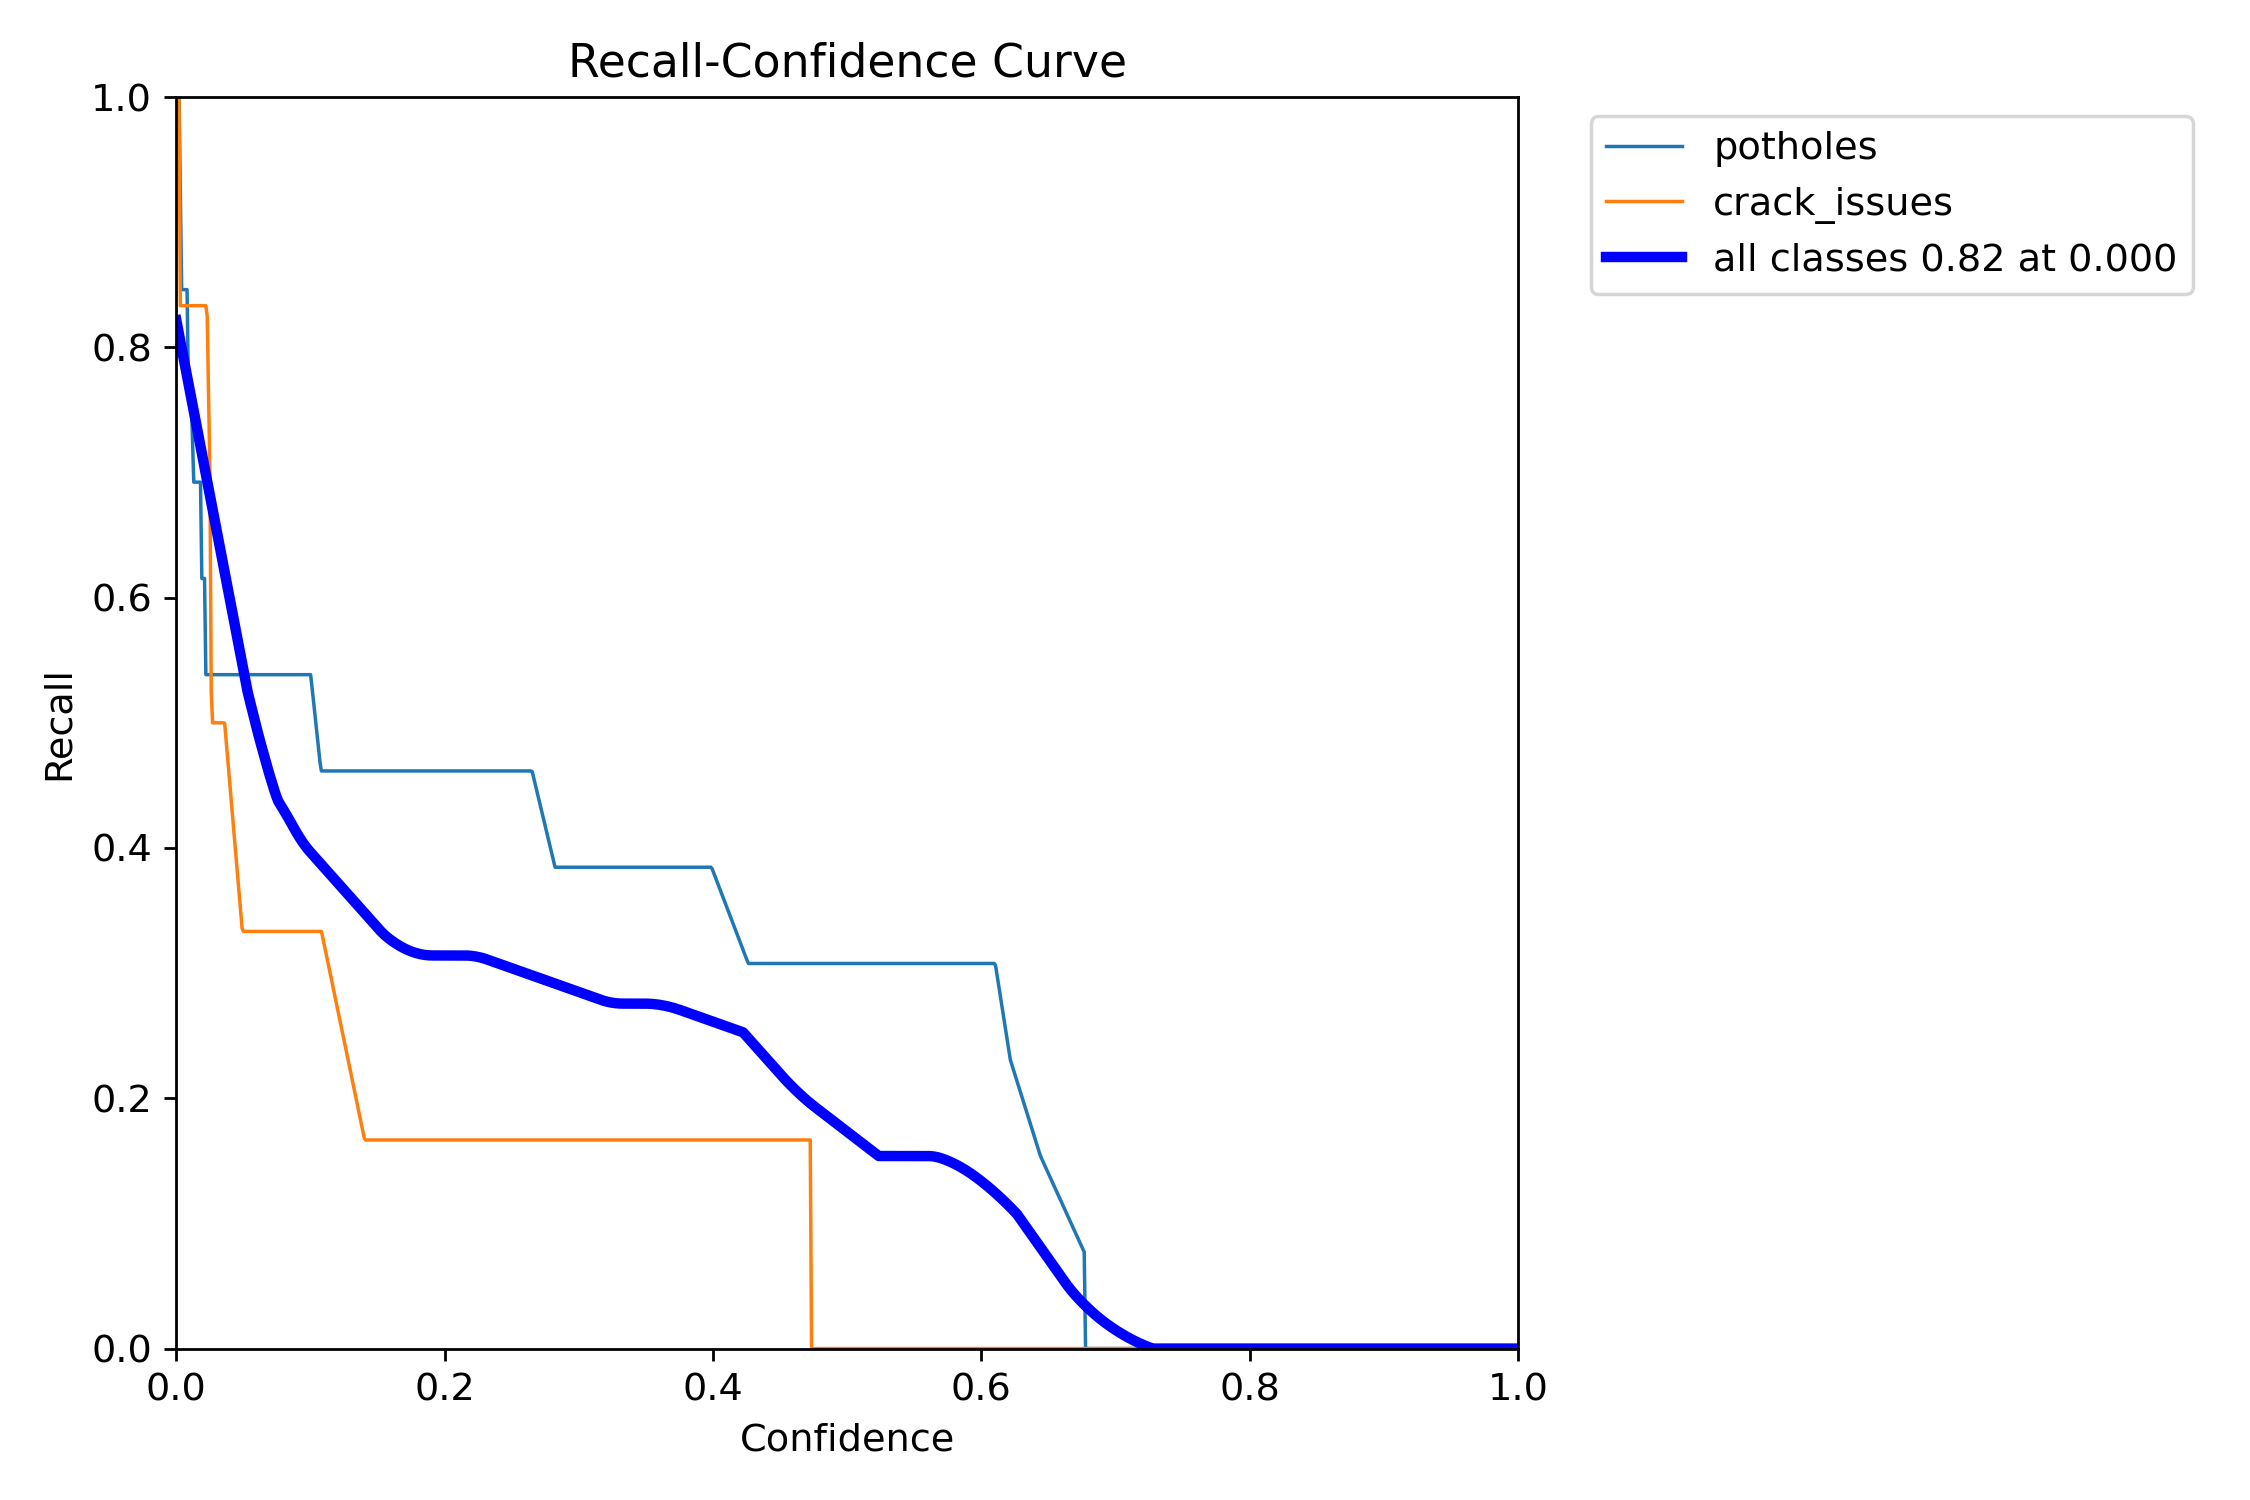 Recall-Confidence Curve
potholes
crack_issues
all classes 0.82 at 0.000
Recall
1.0
0.8
0.6
0.4
0.2
0.0
0.0 0.2 0.4 0.6 0.8 1.0
Confidence